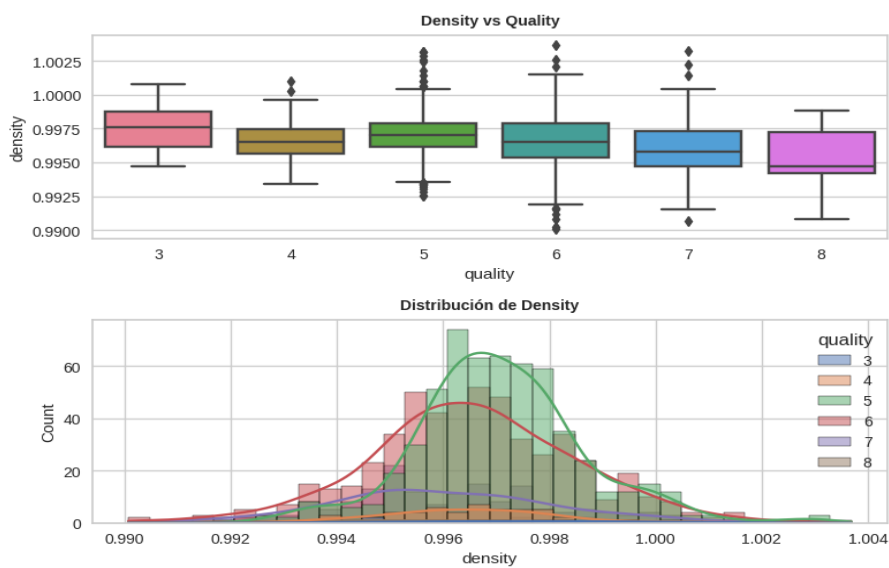 Density vs Quality
1.0025
1.0000
0.9975
0.9950
0.9925
0.9900
density
3 4 5 6 7 8
quality
Distribución de Density
60
40
20
0
Count
quality
3
4
5
6
7
8
0.990 0.992 0.994 0.996 0.998 1.000 1.002 1.004
density